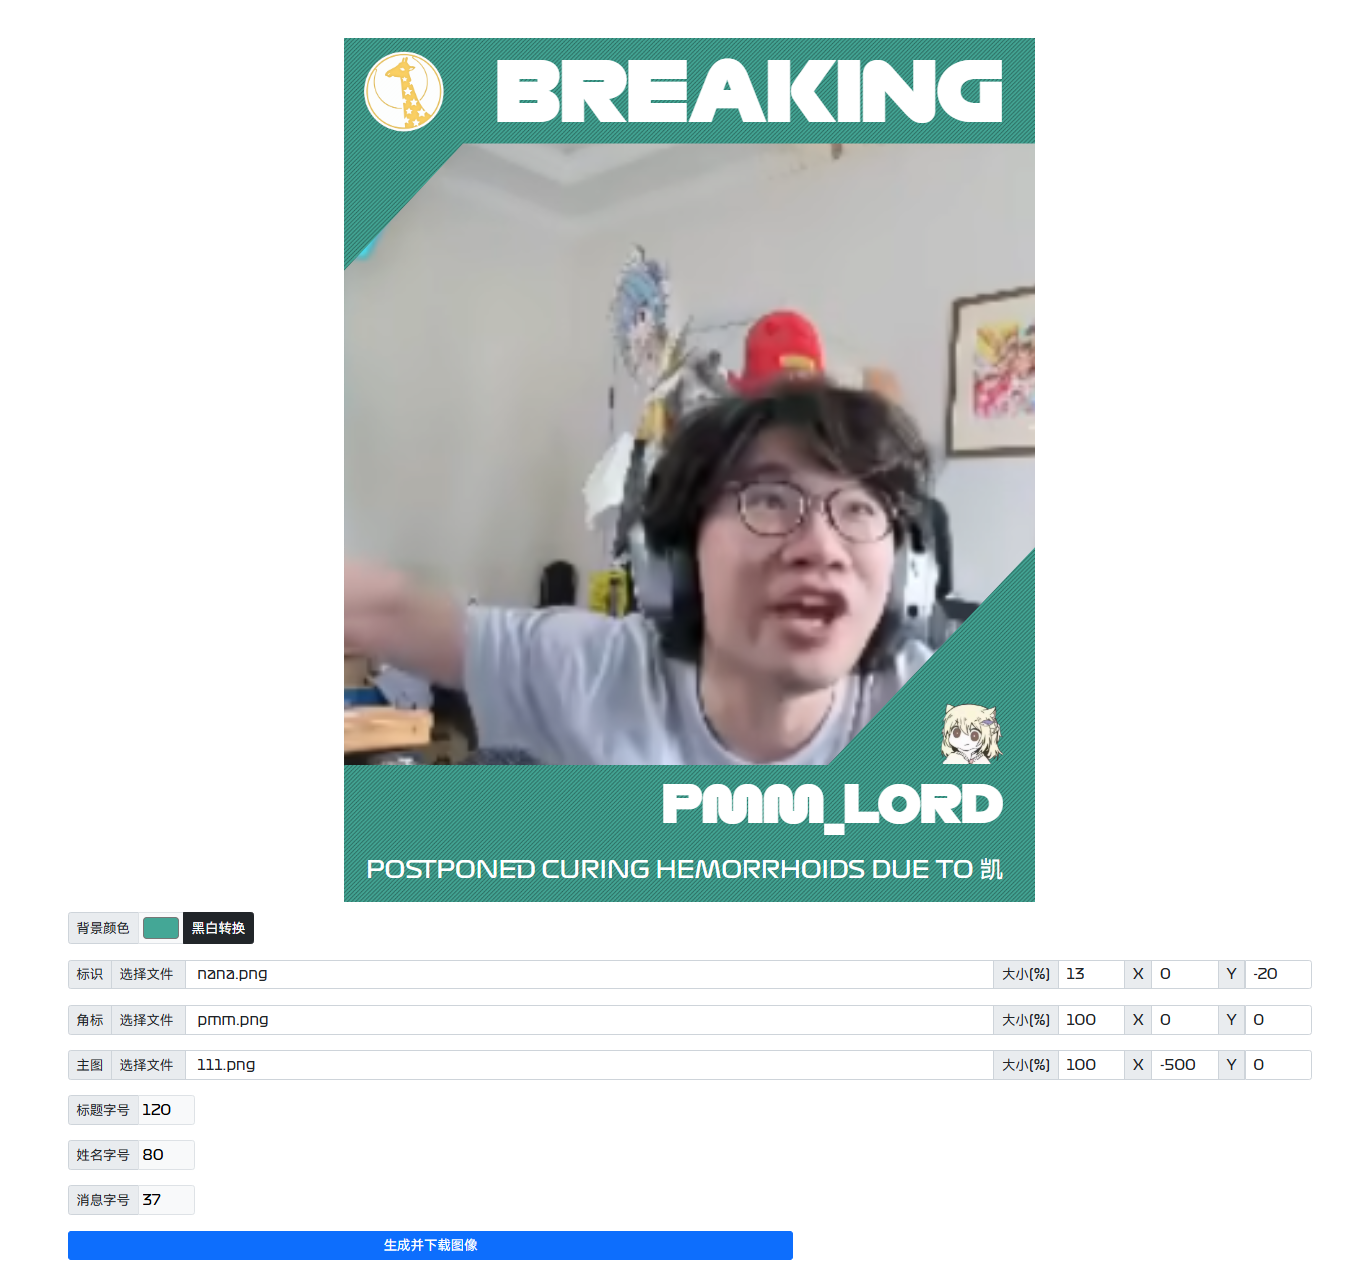 BREAKING
PMM_LORD
POSTPONED CURING HEMORRHOIDS DUE TO 凯
背景颜色 黑白转换
标识 选择文件 nana.png 大小(%) 13 X 0 Y -20
角标 选择文件 pmm.png 大小(%) 100 X 0 Y 0
主图 选择文件 111.png 大小(%) 100 X -500 Y 0
标题字号 120
姓名字号 80
消息字号 37
生成并下载图像